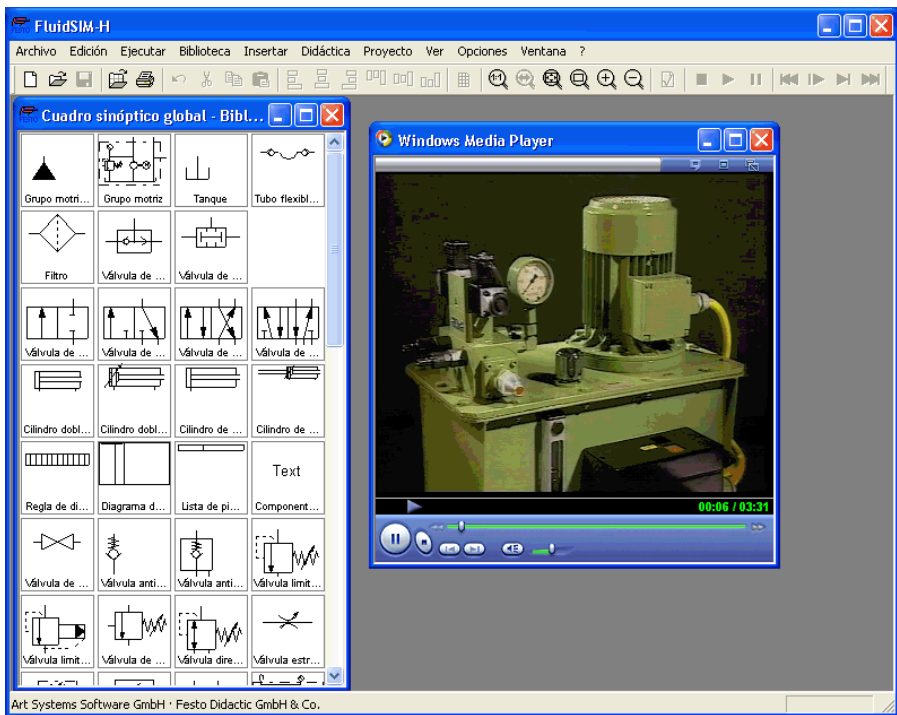 FluidSIM-H
Archivo Edición Ejecutar Biblioteca Insertar Didáctica Proyecto Ver Opciones Ventana ?
FESTO Cuadro sinóptico global - Bibl...
Grupo motri... Grupo motriz Tanque Tubo flexibl...
Filtro Válvula de ... Válvula de ...
Válvula de ... Válvula de ... Válvula de ... Válvula de ...
Cilindro dobl... Cilindro dobl... Cilindro de ... Cilindro de ...
Text
Regla de di... Diagrama d... Lista de pi... Component...
Válvula de ... Válvula anti... Válvula anti... Válvula limit...
Válvula limit... Válvula de ... Válvula dire... Válvula estr...
Windows Media Player
00:06 / 03:31
Art Systems Software GmbH · Festo Didactic GmbH & Co.